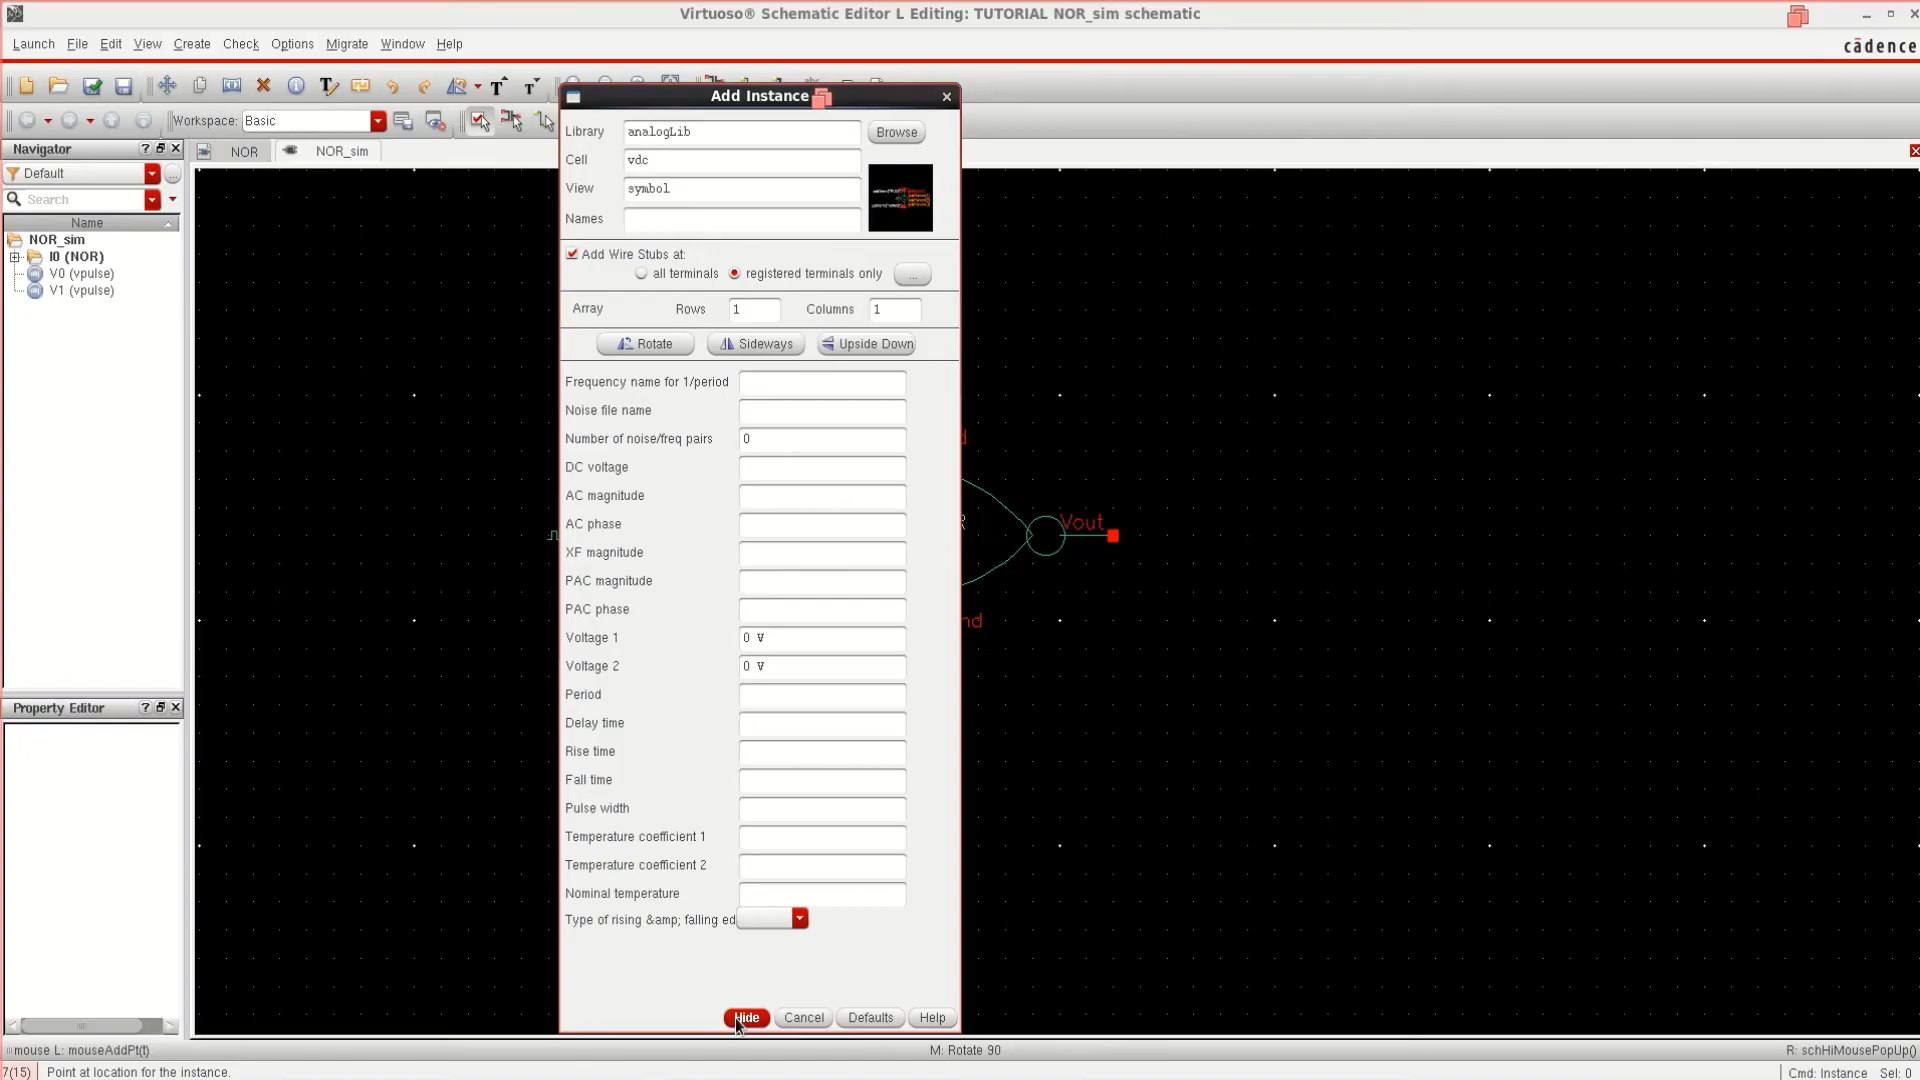 Virtuoso® Schematic Editor L Editing: TUTORIAL NOR_sim schematic
Launch File Edit View Create Check Options Migrate Window Help
cādence
Workspace: Basic
Navigator
Default
Search
Name
NOR_sim
I0 (NOR)
V0 (vpulse)
V1 (vpulse)
Property Editor
NOR
NOR_sim
Add Instance
Library analogLib Browse
Cell vdc
View symbol
Names
Add Wire Stubs at:
all terminals registered terminals only ...
Array Rows 1 Columns 1
Rotate Sideways Upside Down
Frequency name for 1/period
Noise file name
Number of noise/freq pairs 0
DC voltage
AC magnitude
AC phase
XF magnitude
PAC magnitude
PAC phase
Voltage 1 0 V
Voltage 2 0 V
Period
Delay time
Rise time
Fall time
Pulse width
Temperature coefficient 1
Temperature coefficient 2
Nominal temperature
Type of rising &amp; falling ed
Hide Cancel Defaults Help
Vout
mouse L: mouseAddPt(t) M: Rotate 90 R: schHiMousePopUp()
7(15) Point at location for the instance. Cmd: Instance Sel: 0